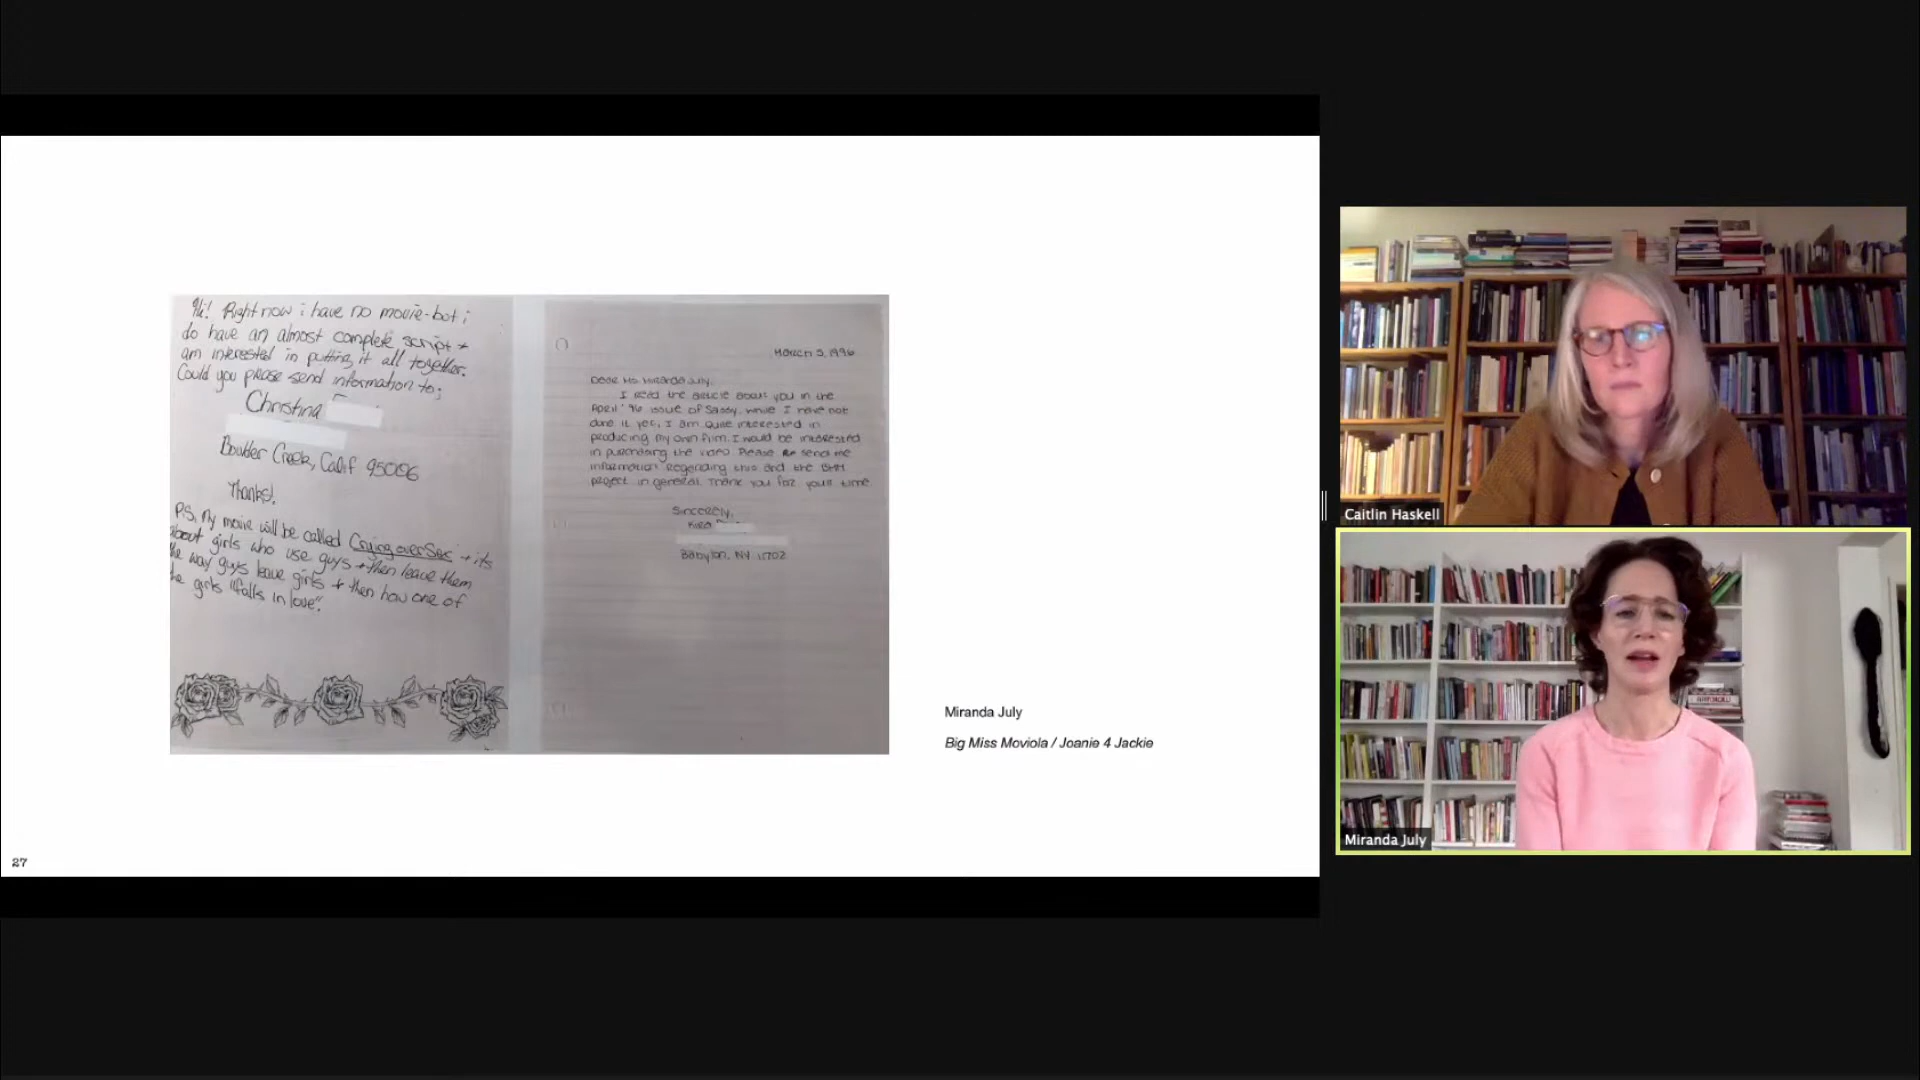 Hi! Right now i have no movie-bot i
do have an almost complete script +
am interested in putting it all together.
Could you please send information to;
Christina
Boulder Creek, Calif 95006
Thanks!
P.S. My movie will be called Crying over Sex + its
about girls who use guys + then leave them
the way guys leave girls + then how one of
the girls "falls in love".
March 5, 1996
Dear Ms. Miranda July,
I read the article about you in the
April '96 issue of Sassy. While I have not
done it yet, I am quite interested in
producing my own film. I would be interested
in purchasing the video. Please send me
information regarding this and the BMM
project in general. Thank you for your time
Sincerely,
Kira
Babylon, NY 11702
Miranda July
Big Miss Moviola / Joanie 4 Jackie
27
Caitlin Haskell
Miranda July